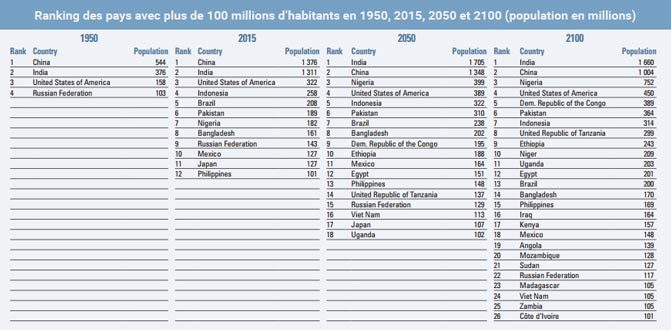 Ranking des pays avec plus de 100 millions d'habitants en 1950, 2015, 2050 et 2100 (population en millions)
1950
Rank Country Population
1 China 544
2 India 376
3 United States of America 158
4 Russian Federation 103
2015
Rank Country Population
1 China 1 376
2 India 1 311
3 United States of America 322
4 Indonesia 258
5 Brazil 208
6 Pakistan 189
7 Nigeria 182
8 Bangladesh 161
9 Russian Federation 143
10 Mexico 127
11 Japan 127
12 Philippines 101
2050
Rank Country Population
1 India 1 705
2 China 1 348
3 Nigeria 399
4 United States of America 389
5 Indonesia 322
6 Pakistan 310
7 Brazil 238
8 Bangladesh 202
9 Dem. Republic of the Congo 195
10 Ethiopia 188
11 Mexico 164
12 Egypt 151
13 Philippines 148
14 United Republic of Tanzania 137
15 Russian Federation 129
16 Viet Nam 113
17 Japan 107
18 Uganda 102
2100
Rank Country Population
1 India 1 660
2 China 1 004
3 Nigeria 752
4 United States of America 450
5 Dem. Republic of the Congo 389
6 Pakistan 364
7 Indonesia 314
8 United Republic of Tanzania 299
9 Ethiopia 243
10 Niger 209
11 Uganda 203
12 Egypt 201
13 Brazil 200
14 Bangladesh 170
15 Philippines 169
16 Iraq 164
17 Kenya 157
18 Mexico 148
19 Angola 139
20 Mozambique 128
21 Sudan 127
22 Russian Federation 117
23 Madagascar 105
24 Viet Nam 105
25 Zambia 105
26 Côte d'Ivoire 101